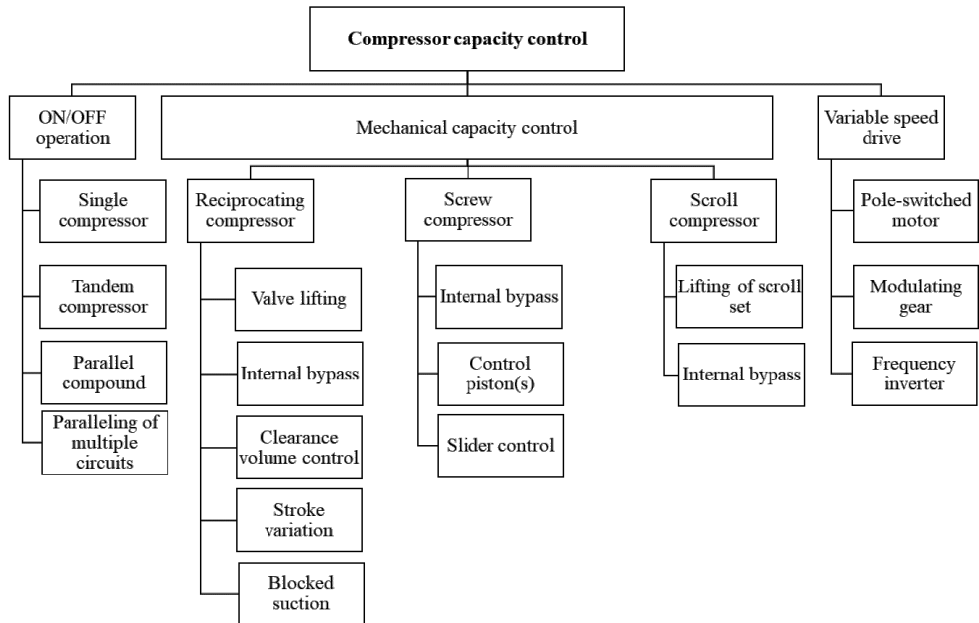 Compressor capacity control
ON/OFF
operation
Single
compressor
Tandem
compressor
Parallel
compound
Paralleling of
multiple
circuits
Mechanical capacity control
Reciprocating
compressor
Valve lifting
Internal bypass
Clearance
volume control
Stroke
variation
Blocked
suction
Screw
compressor
Internal bypass
Control
piston(s)
Slider control
Scroll
compressor
Lifting of scroll
set
Internal bypass
Variable speed
drive
Pole-switched
motor
Modulating
gear
Frequency
inverter